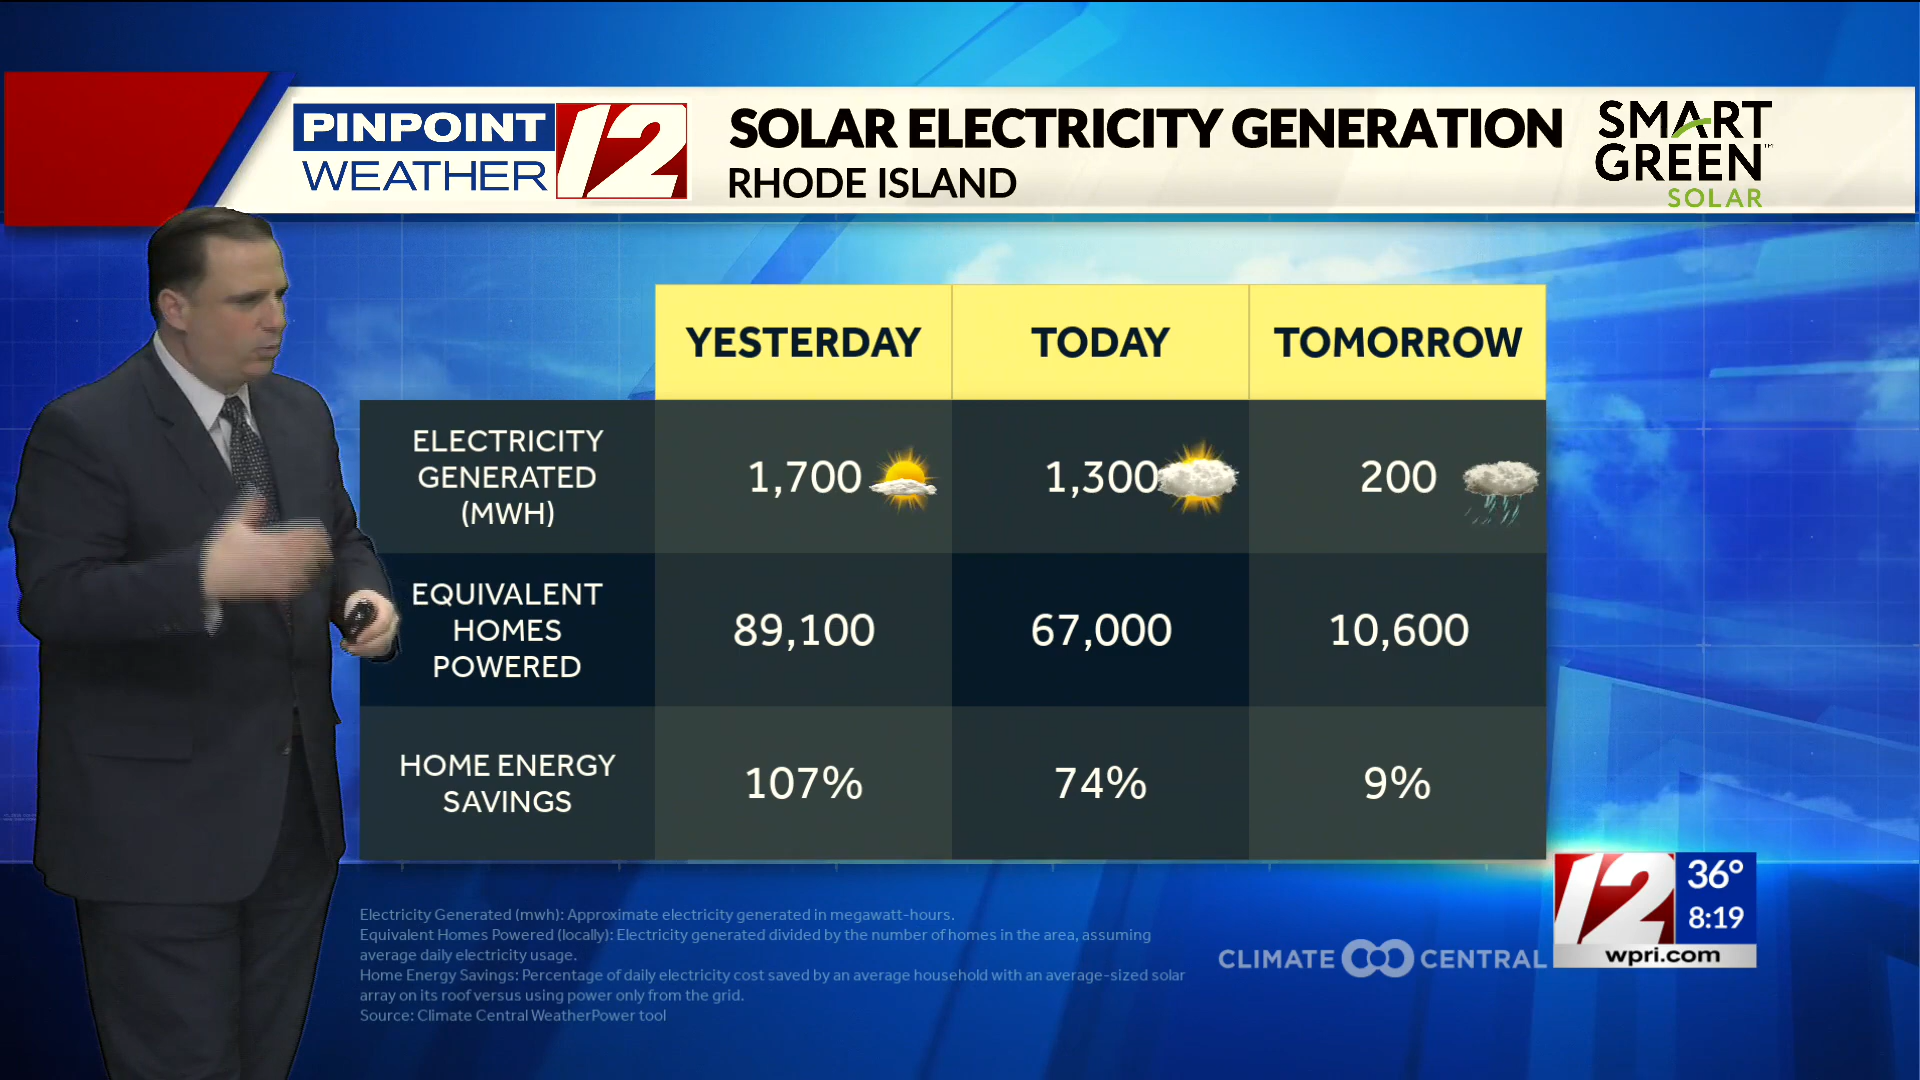 PINPOINT
WEATHER
12
SOLAR ELECTRICITY GENERATION
RHODE ISLAND
SMART
GREEN™
SOLAR
YESTERDAY TODAY TOMORROW
ELECTRICITY
GENERATED
(MWH)
1,700 1,300 200
EQUIVALENT
HOMES
POWERED
89,100 67,000 10,600
HOME ENERGY
SAVINGS
107% 74% 9%
Electricity Generated (mwh): Approximate electricity generated in megawatt-hours.
Equivalent Homes Powered (locally): Electricity generated divided by the number of homes in the area, assuming
average daily electricity usage.
Home Energy Savings: Percentage of daily electricity cost saved by an average household with an average-sized solar
array on its roof versus using power only from the grid.
Source: Climate Central WeatherPower tool
CLIMATE CENTRAL
12
36°
8:19
wpri.com